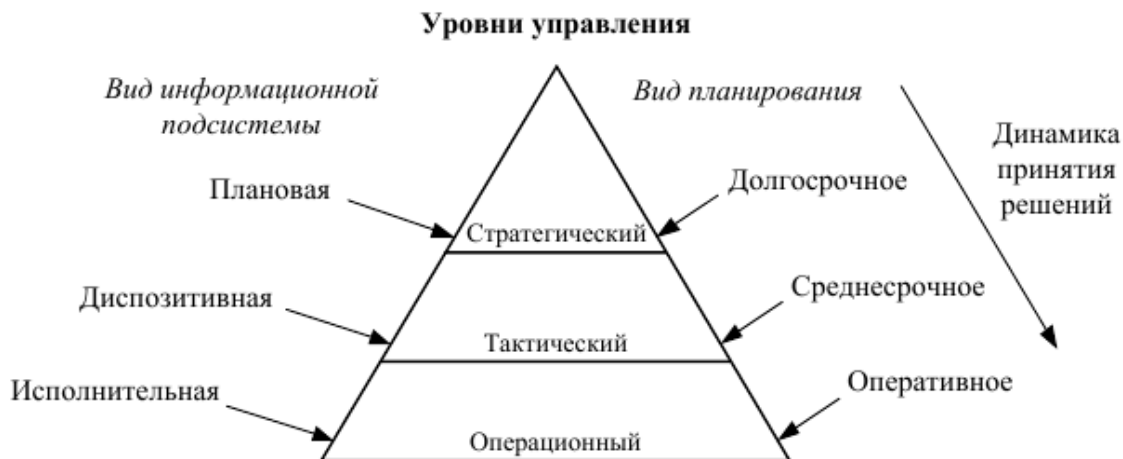 Уровни управления
Вид информационной
подсистемы
Вид планирования
Динамика
принятия
решений
Плановая
Долгосрочное
Стратегический
Диспозитивная
Среднесрочное
Тактический
Исполнительная
Оперативное
Операционный